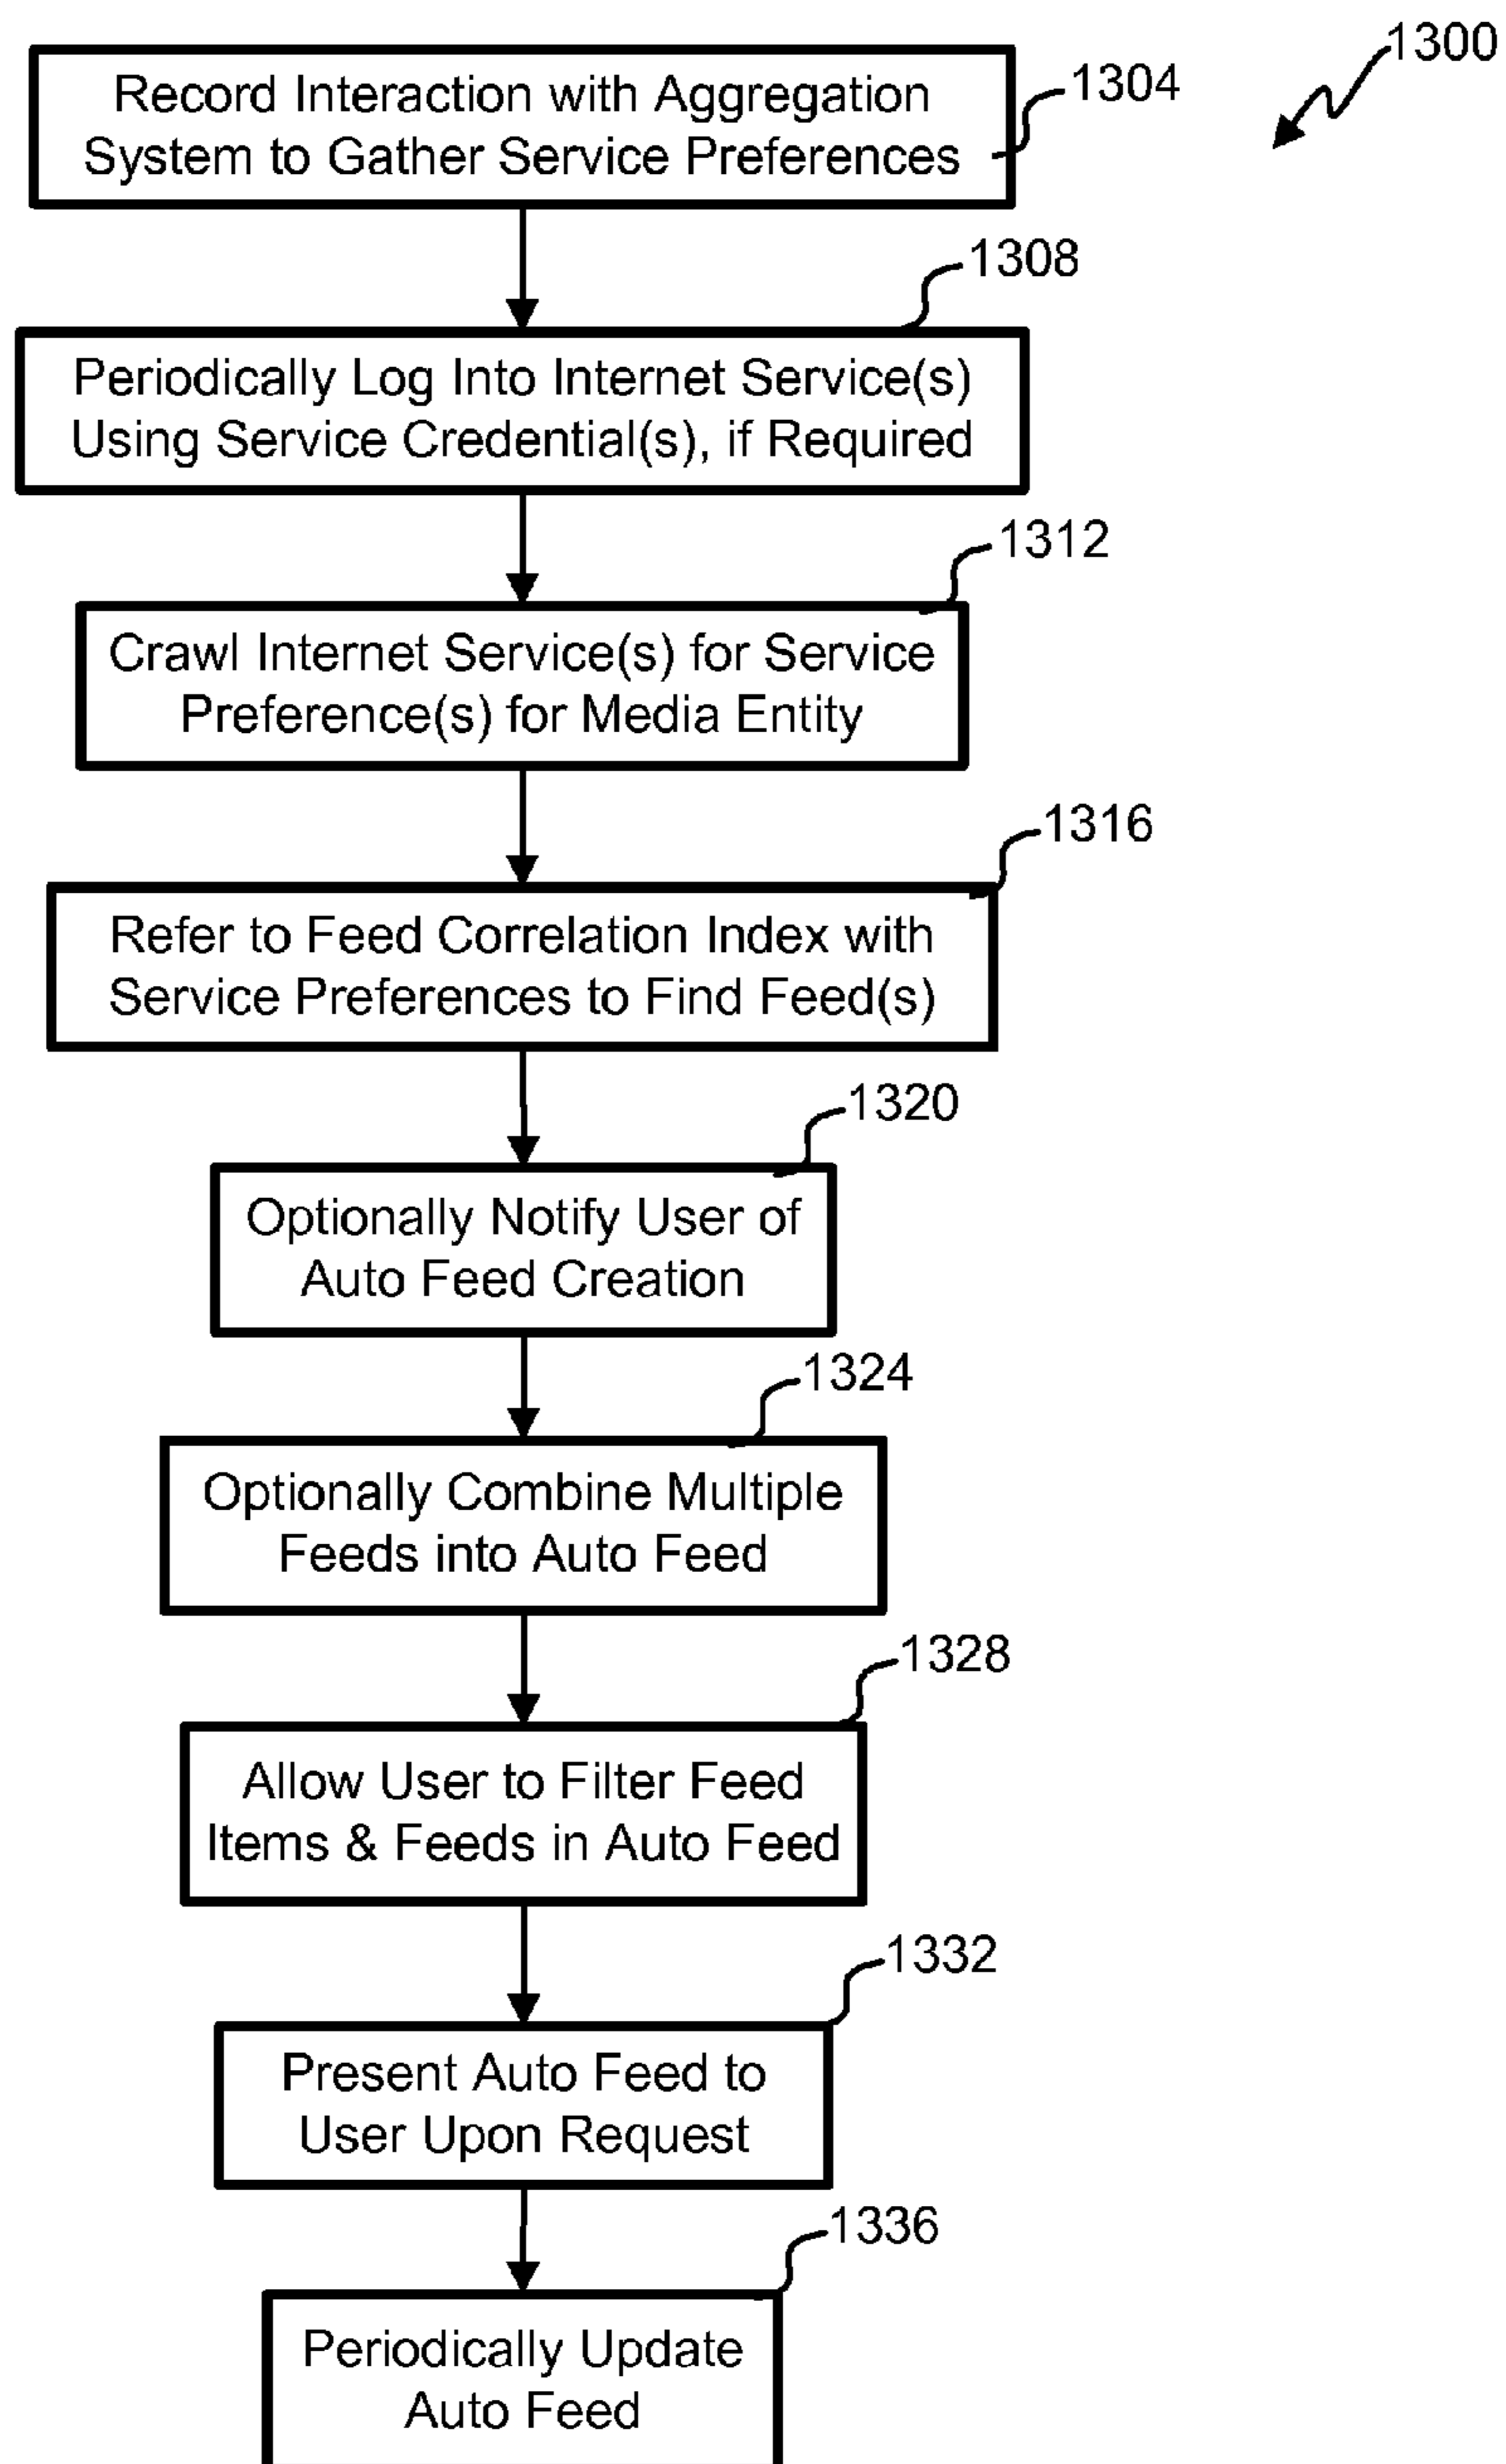 1300
Record Interaction with Aggregation
System to Gather Service Preferences
1304
1308
Periodically Log Into Internet Service(s)
Using Service Credential(s), if Required
1312
Crawl Internet Service(s) for Service
Preference(s) for Media Entity
1316
Refer to Feed Correlation Index with
Service Preferences to Find Feed(s)
1320
Optionally Notify User of
Auto Feed Creation
1324
Optionally Combine Multiple
Feeds into Auto Feed
1328
Allow User to Filter Feed
Items & Feeds in Auto Feed
1332
Present Auto Feed to
User Upon Request
1336
Periodically Update
Auto Feed